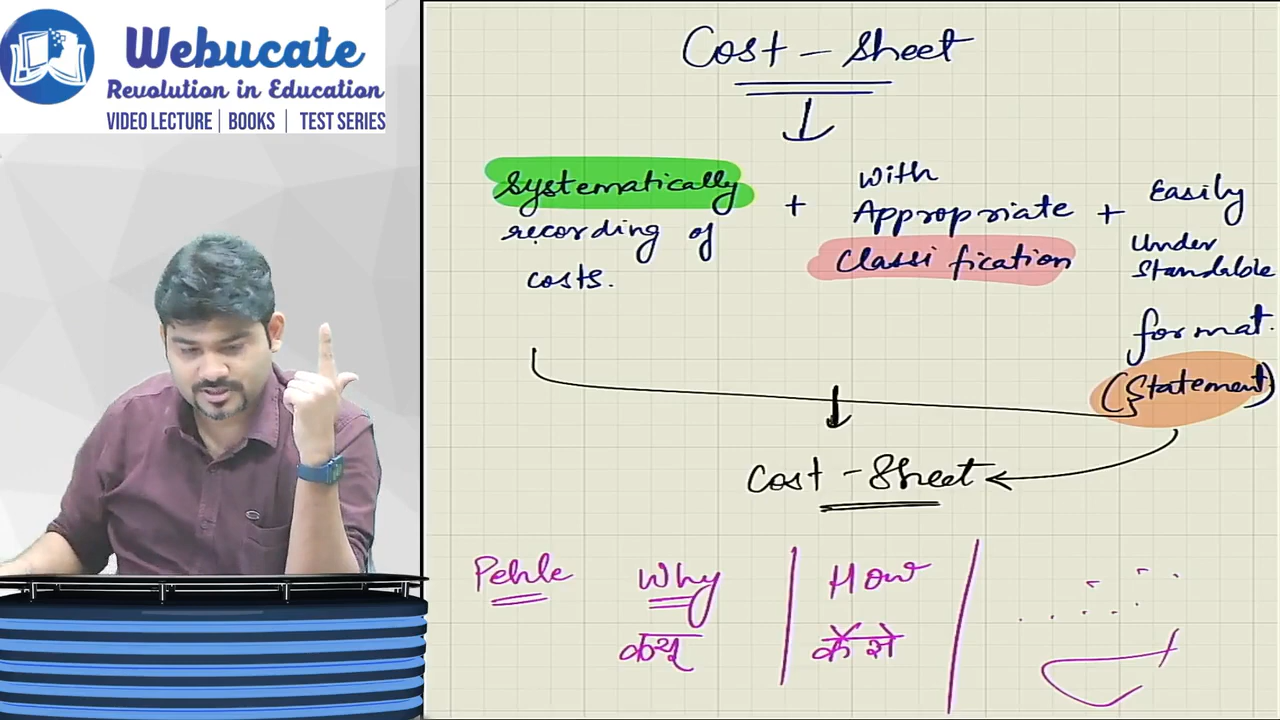 Webucate
Revolution in Education
VIDEO LECTURE | BOOKS | TEST SERIES
Cost - Sheet
Systematically
recording of
costs.
+
with
Appropriate
Classification
+
Easily
Under
standable
format.
(Statement)
Cost - Sheet
Pehle Why How
क्यू कैसे